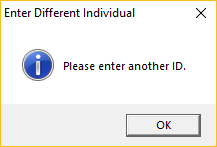 Enter Different Individual
Please enter another ID.
OK